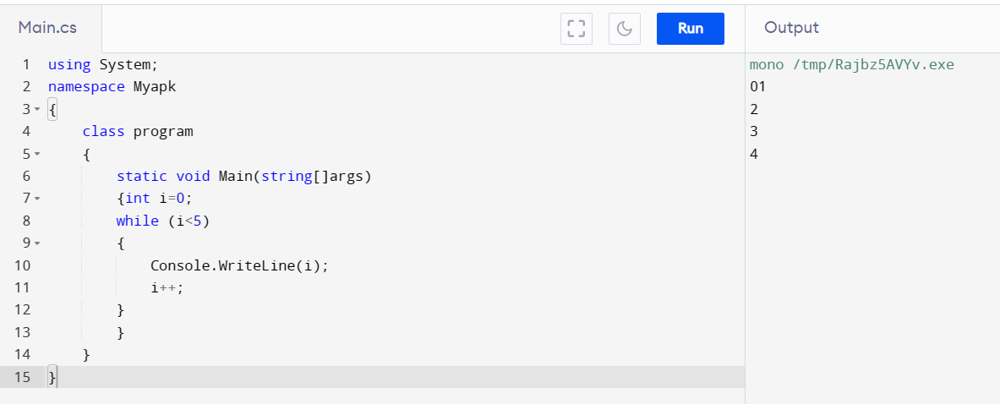 Main.cs
Run
Output
1 using System;
2 namespace Myapk
3 {
4     class program
5     {
6         static void Main(string[]args)
7         {int i=0;
8         while (i<5)
9         {
10             Console.WriteLine(i);
11             i++;
12         }
13         }
14     }
15 }
mono /tmp/Rajbz5AVYv.exe
01
2
3
4